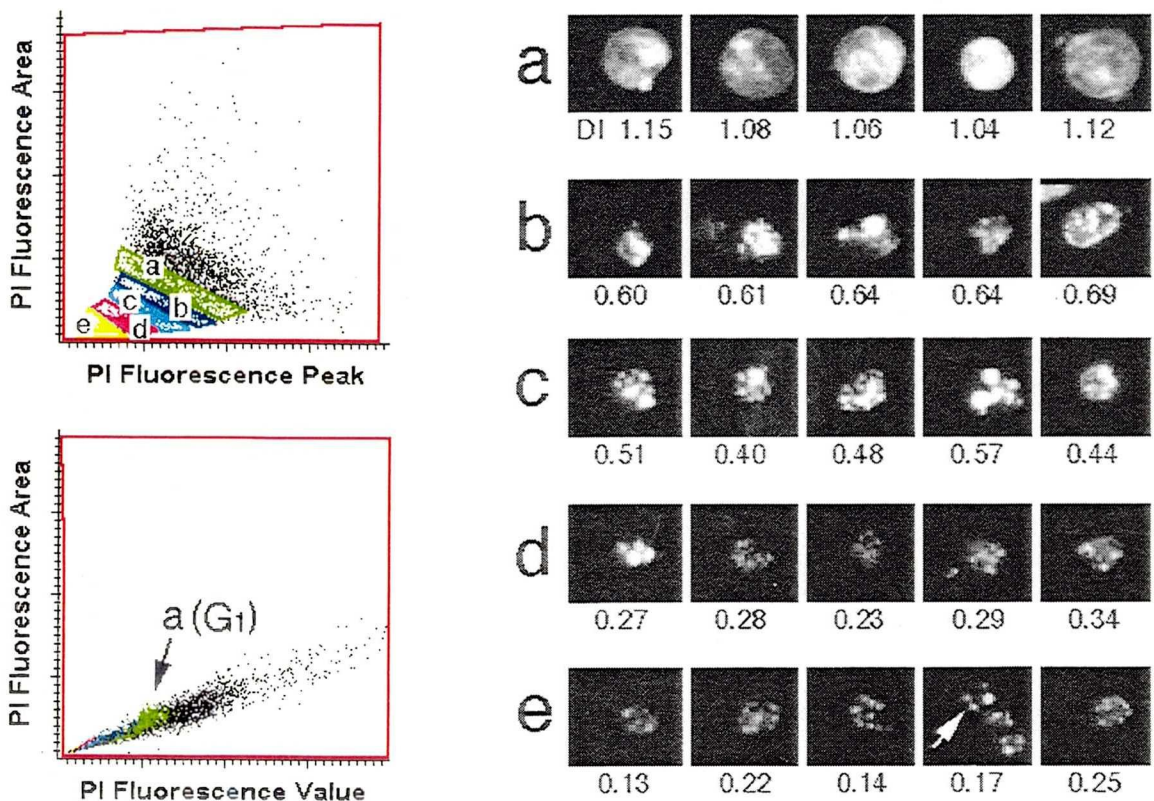 PI Fluorescence Area
a
b
c
d
e
PI Fluorescence Peak
PI Fluorescence Area
a (G1)
PI Fluorescence Value
a
DI 1.15 1.08 1.06 1.04 1.12
b
0.60 0.61 0.64 0.64 0.69
c
0.51 0.40 0.48 0.57 0.44
d
0.27 0.28 0.23 0.29 0.34
e
0.13 0.22 0.14 0.17 0.25